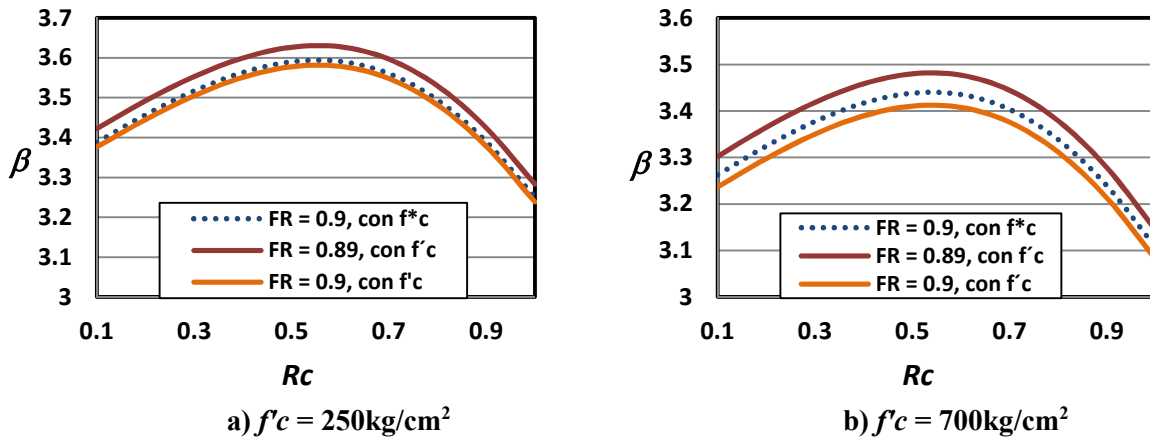 3.7
3.6
3.5
3.4
3.3
3.2
3.1
3
β
FR = 0.9, con f*c
FR = 0.89, con f´c
FR = 0.9, con f'c
0.1 0.3 0.5 0.7 0.9
Rc
a) f'c = 250kg/cm²
3.6
3.5
3.4
3.3
3.2
3.1
3
β
FR = 0.9, con f*c
FR = 0.89, con f´c
FR = 0.9, con f´c
0.1 0.3 0.5 0.7 0.9
Rc
b) f'c = 700kg/cm²